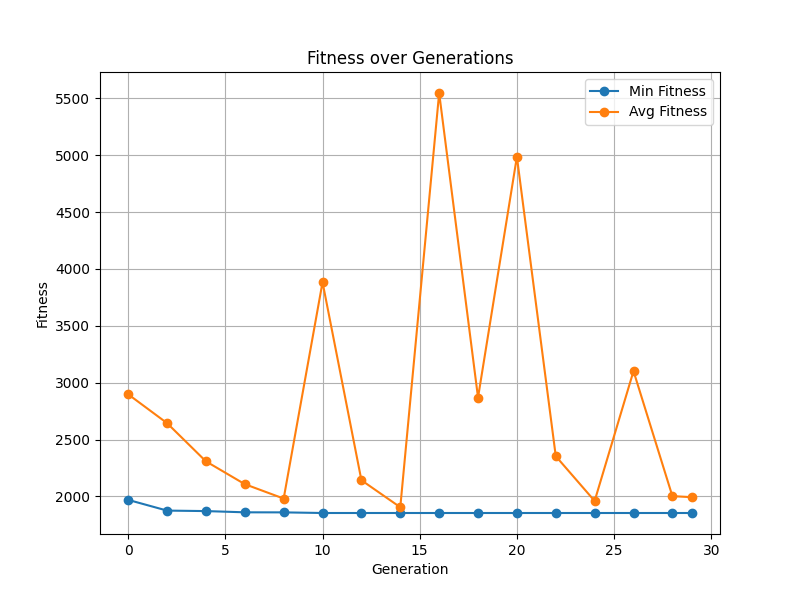 Fitness over Generations
Min Fitness
Avg Fitness
5500
5000
4500
4000
3500
3000
2500
2000
Fitness
0 5 10 15 20 25 30
Generation